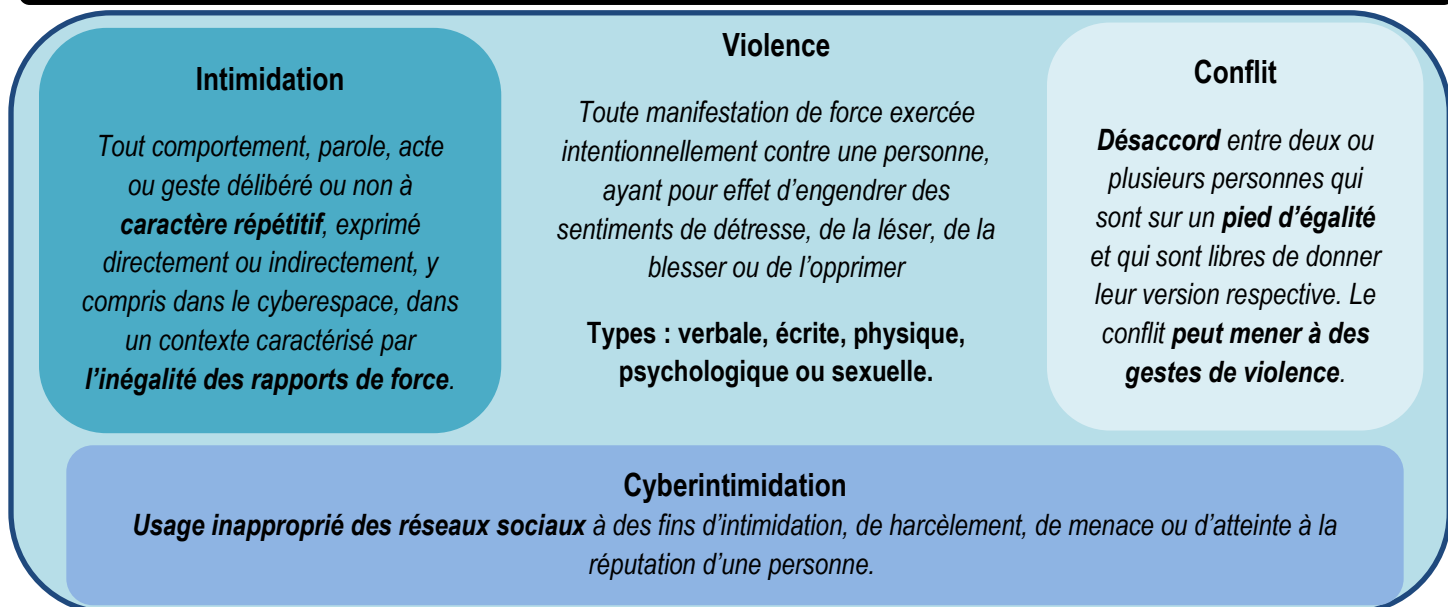 Intimidation
Tout comportement, parole, acte
ou geste délibéré ou non à
caractère répétitif, exprimé
directement ou indirectement, y
compris dans le cyberespace, dans
un contexte caractérisé par
l’inégalité des rapports de force.
Violence
Toute manifestation de force exercée
intentionnellement contre une personne,
ayant pour effet d’engendrer des
sentiments de détresse, de la léser, de la
blesser ou de l’opprimer
Types : verbale, écrite, physique,
psychologique ou sexuelle.
Conflit
Désaccord entre deux ou
plusieurs personnes qui
sont sur un pied d’égalité
et qui sont libres de donner
leur version respective. Le
conflit peut mener à des
gestes de violence.
Cyberintimidation
Usage inapproprié des réseaux sociaux à des fins d’intimidation, de harcèlement, de menace ou d’atteinte à la
réputation d’une personne.